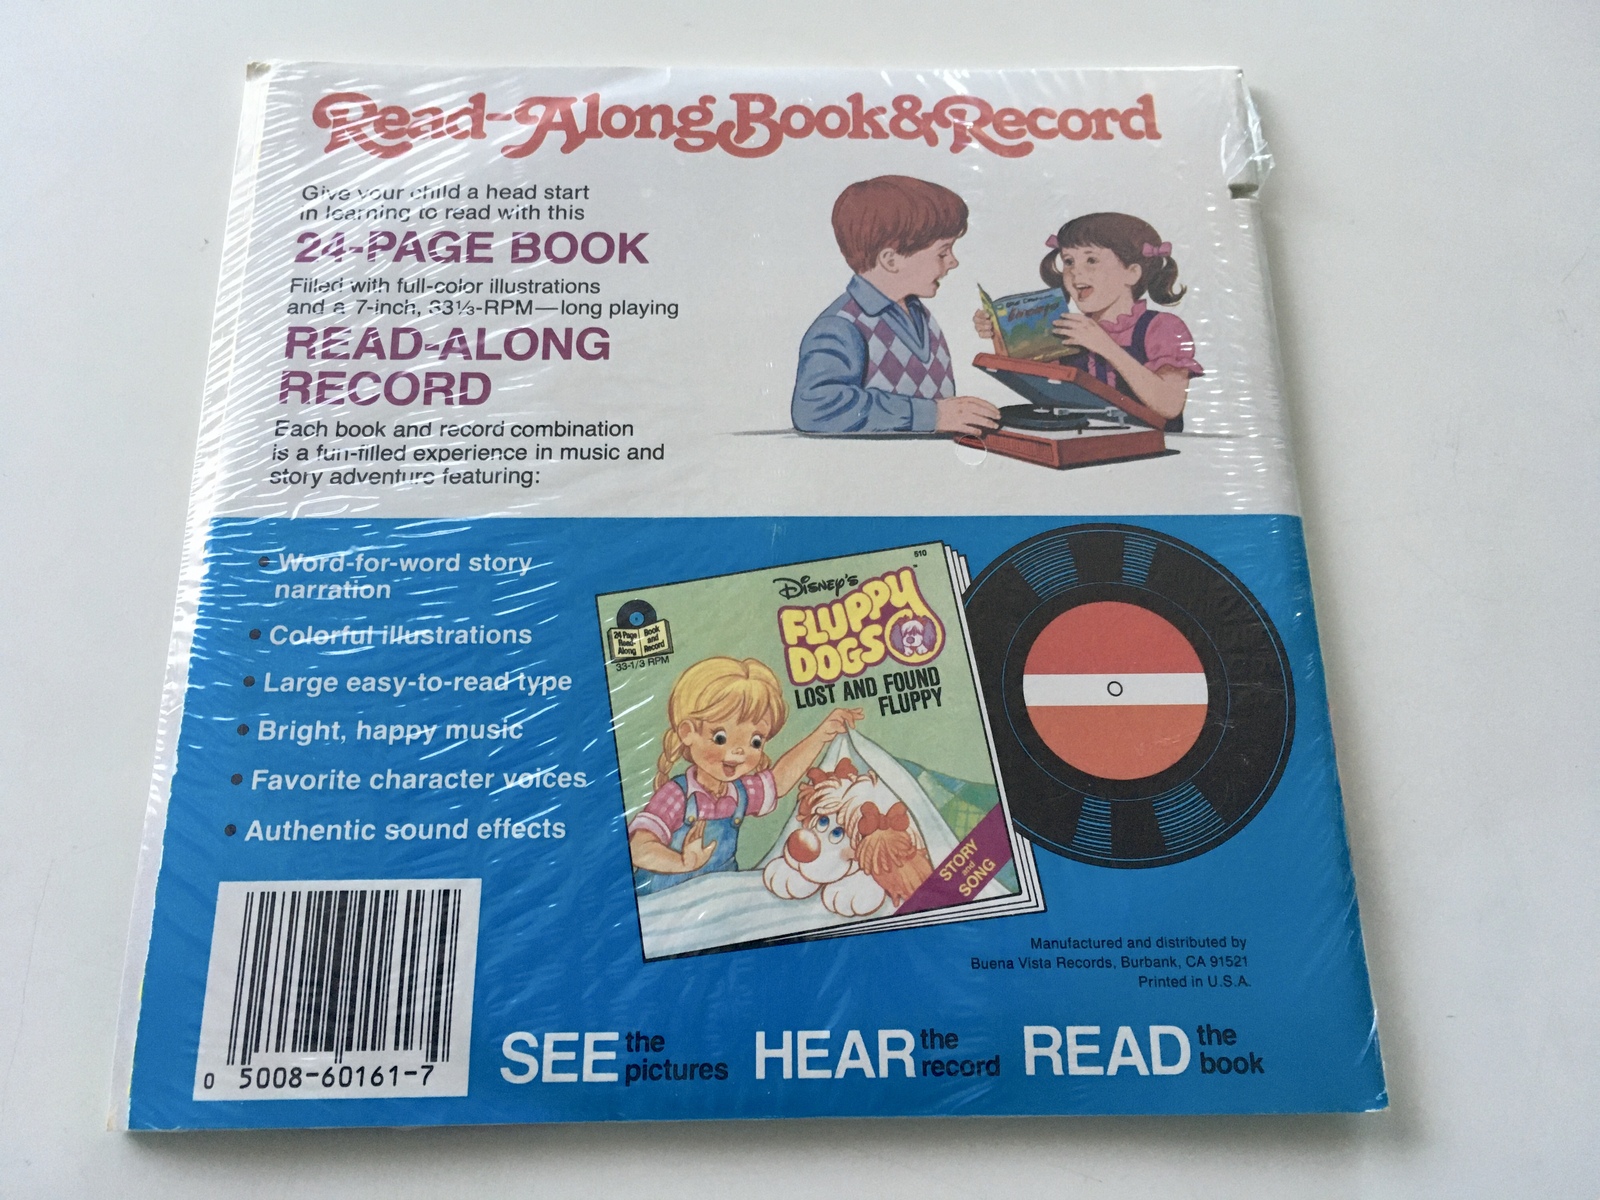 Read-Along Book & Record
Give your child a head start
in learning to read with this
24-PAGE BOOK
Filled with full-color illustrations
and a 7-inch, 33⅓-RPM—long playing
READ-ALONG
RECORD
Each book and record combination
is a fun-filled experience in music and
story adventure featuring:
• Word-for-word story
narration
• Colorful illustrations
• Large easy-to-read type
• Bright, happy music
• Favorite character voices
• Authentic sound effects
510
DISNEY'S
FLUPPY
DOGS
™
LOST AND FOUND
FLUPPY
24 Page
Read-
Along
Book
and
Record
33-1/3 RPM
STORY
and
SONG
Manufactured and distributed by
Buena Vista Records, Burbank, CA 91521
Printed in U.S.A.
0 5008-60161-7
SEE the pictures HEAR the record READ the book